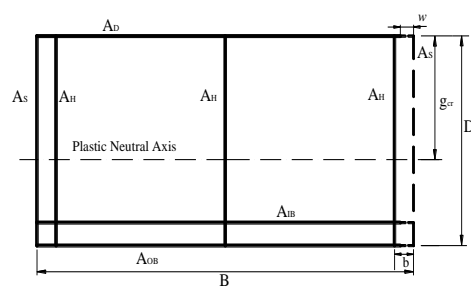 A_D
w
A_S
A_S
A_H
A_H
A_H
g_cr
D
Plastic Neutral Axis
A_IB
A_OB
b
B